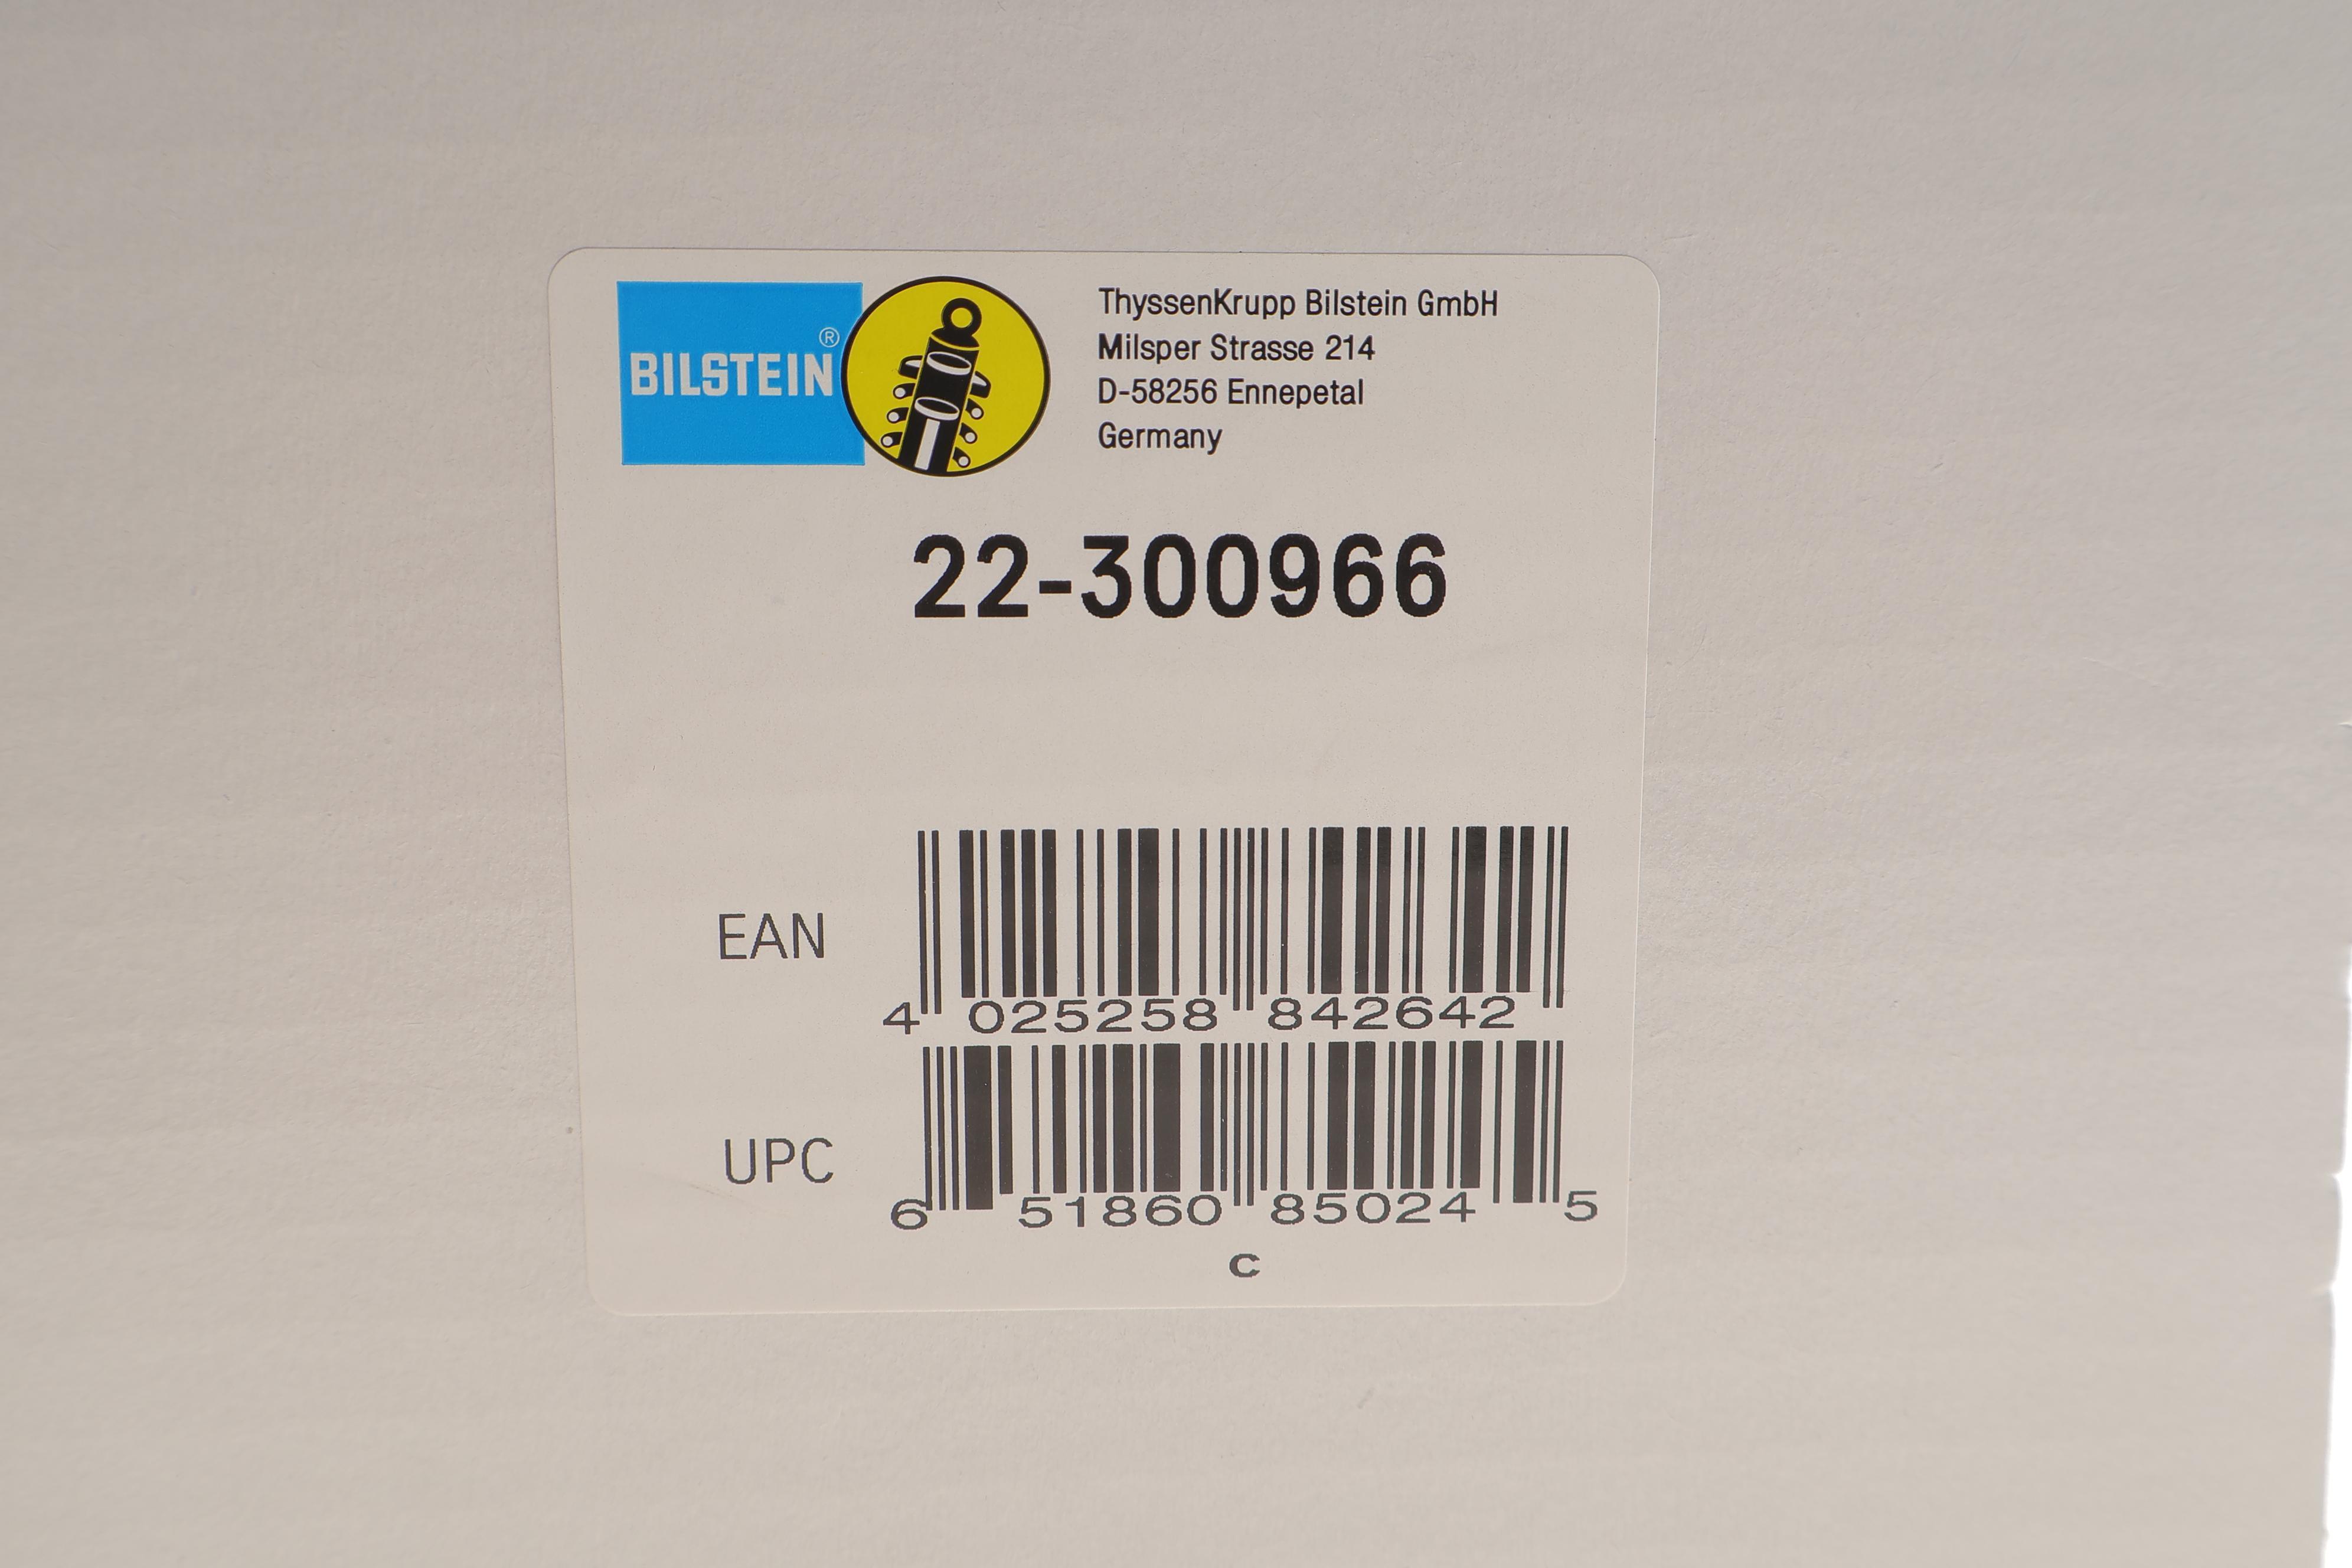 BILSTEIN®
ThyssenKrupp Bilstein GmbH
Milsper Strasse 214
D-58256 Ennepetal
Germany
22-300966
EAN
4 025258 842642
UPC
6 51860 85024 5
C